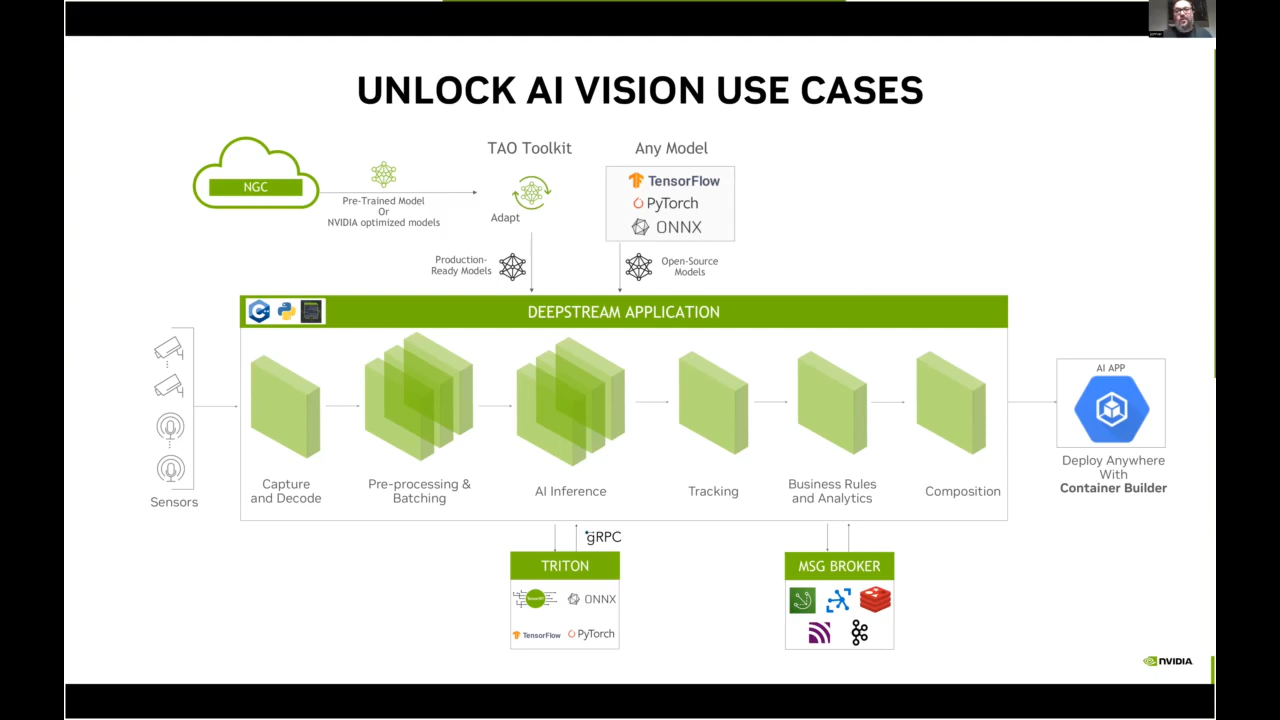 UNLOCK AI VISION USE CASES
NGC
Pre-Trained Model
Or
NVIDIA optimized models
TAO Toolkit
Adapt
Any Model
TensorFlow
PyTorch
ONNX
Production-
Ready Models
Open-Source
Models
DEEPSTREAM APPLICATION
Sensors
Capture
and Decode
Pre-processing &
Batching
AI Inference
Tracking
Business Rules
and Analytics
Composition
AI APP
Deploy Anywhere
With
Container Builder
gRPC
TRITON
ONNX
TensorFlow
PyTorch
MSG BROKER
NVIDIA